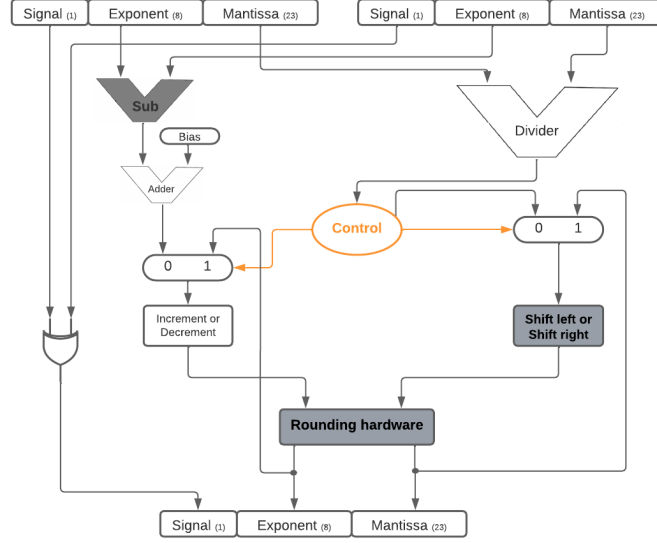 Signal (1) Exponent (8) Mantissa (23) Signal (1) Exponent (8) Mantissa (23)
Sub
Divider
Bias
Adder
Control
0 1
0 1
Increment or
Decrement
Shift left or
Shift right
Rounding hardware
Signal (1) Exponent (8) Mantissa (23)